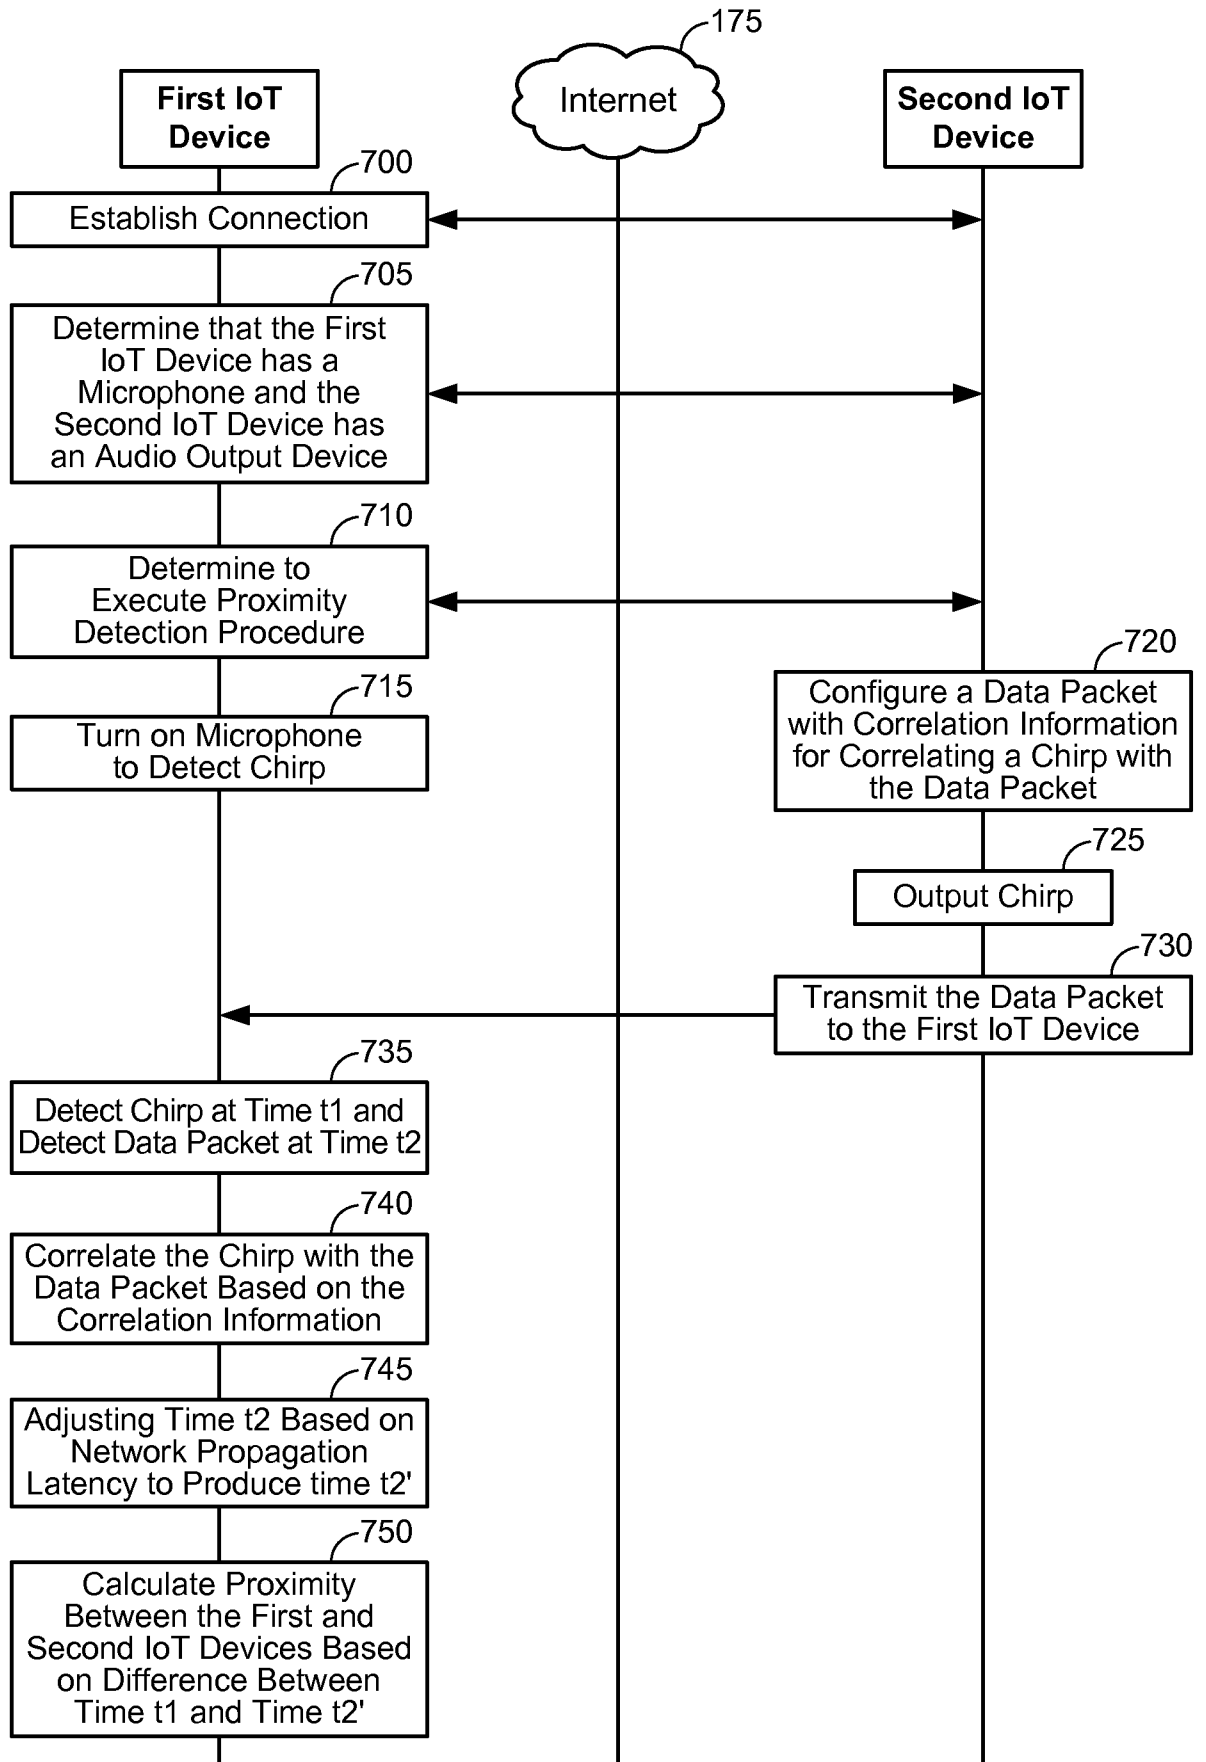 175
First IoT
Device
Internet
Second IoT
Device
700
Establish Connection
705
Determine that the First
IoT Device has a
Microphone and the
Second IoT Device has
an Audio Output Device
710
Determine to
Execute Proximity
Detection Procedure
715
Turn on Microphone
to Detect Chirp
720
Configure a Data Packet
with Correlation Information
for Correlating a Chirp with
the Data Packet
725
Output Chirp
730
Transmit the Data Packet
to the First IoT Device
735
Detect Chirp at Time t1 and
Detect Data Packet at Time t2
740
Correlate the Chirp with the
Data Packet Based on the
Correlation Information
745
Adjusting Time t2 Based on
Network Propagation
Latency to Produce time t2'
750
Calculate Proximity
Between the First and
Second IoT Devices Based
on Difference Between
Time t1 and Time t2'